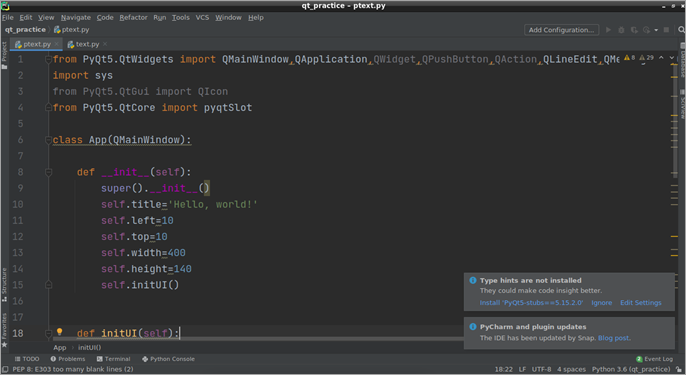 qt_practice – ptext.py
File Edit View Navigate Code Refactor Run Tools VCS Window Help
qt_practice ptext.py Add Configuration...
ptext.py text.py
1 from PyQt5.QtWidgets import QMainWindow,QApplication,QWidget,QPushButton,QAction,QLineEdit,QMe
8 29
2 import sys
3 from PyQt5.QtGui import QIcon
4 from PyQt5.QtCore import pyqtSlot
5
6 class App(QMainWindow):
7
8 def __init__(self):
9 super().__init__()
10 self.title='Hello, world!'
11 self.left=10
12 self.top=10
13 self.width=400
14 self.height=140
15 self.initUI()
16
17
18 def initUI(self):
Project
Structure
Favorites
Database
SciView
Type hints are not installed
They could make code insight better.
Install 'PyQt5-stubs==5.15.2.0' Ignore Edit Settings
PyCharm and plugin updates
The IDE has been updated by Snap. Blog post.
App initUI()
TODO Problems Terminal Python Console 2 Event Log
PEP 8: E303 too many blank lines (2) 18:22 LF UTF-8 4 spaces Python 3.6 (qt_practice)